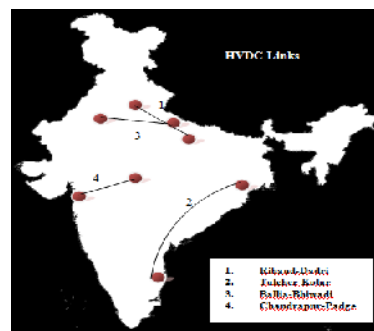 HVDC Links
1
3
4
2
1. Rihand-Dadri
2. Talcher-Kolar
3. Ballia-Bhiwadi
4. Chandrapur-Padge